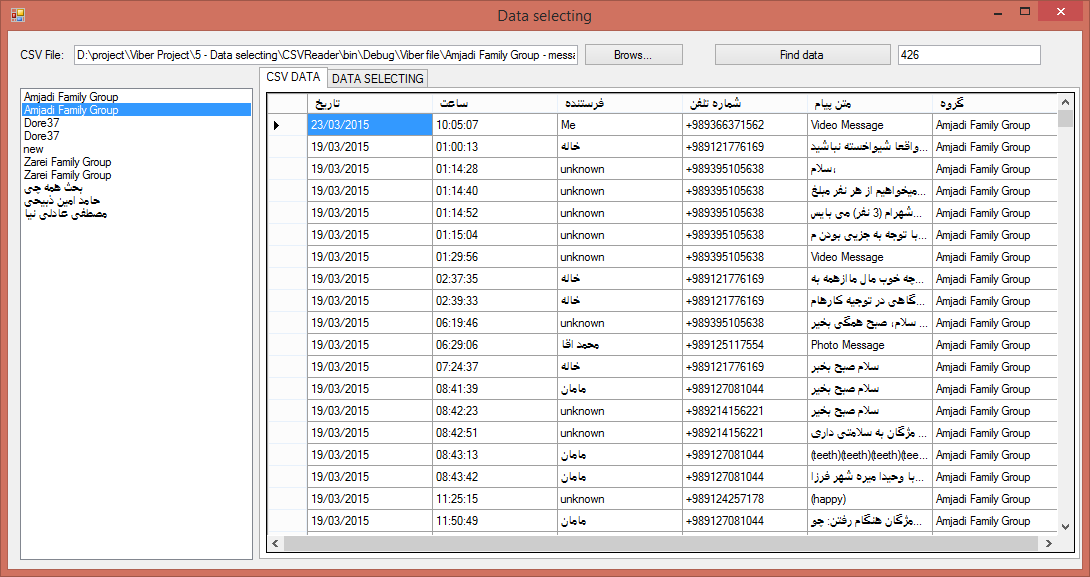 Data selecting
CSV File: D:\project\Viber Project\5 - Data selecting\CSVReader\bin\Debug\Viber file\Amjadi Family Group - messa Brows... Find data 426
CSV DATA DATA SELECTING
Amjadi Family Group
Amjadi Family Group
Dore37
Dore37
new
Zarei Family Group
Zarei Family Group
بحث همه چی
حامد امین ذبیحی
مصطفی عادلی نیا
تاریخ ساعت فرستنده شماره تلفن متن پیام گروه
23/03/2015 10:05:07 Me +989366371562 Video Message Amjadi Family Group
19/03/2015 01:00:13 خاله +989121776169 واقعا شیواخسته نباشید... Amjadi Family Group
19/03/2015 01:14:28 unknown +989395105638 سلام، Amjadi Family Group
19/03/2015 01:14:40 unknown +989395105638 میخواهیم از هر نفر مبلغ... Amjadi Family Group
19/03/2015 01:14:52 unknown +989395105638 شهرام (3 نفر) می بایس... Amjadi Family Group
19/03/2015 01:15:04 unknown +989395105638 با توجه به جزیی بودن م... Amjadi Family Group
19/03/2015 01:29:56 unknown +989395105638 Video Message Amjadi Family Group
19/03/2015 02:37:35 خاله +989121776169 چه خوب مال ماازهمه به... Amjadi Family Group
19/03/2015 02:39:33 خاله +989121776169 گاهی در توجیه کارهام... Amjadi Family Group
19/03/2015 06:19:46 unknown +989395105638 سلام، صبح همگی بخیر ... Amjadi Family Group
19/03/2015 06:29:06 محمد اقا +989125117554 Photo Message Amjadi Family Group
19/03/2015 07:24:37 خاله +989121776169 سلام صبح بخیر Amjadi Family Group
19/03/2015 08:41:39 مامان +989127081044 سلام صبح بخیر Amjadi Family Group
19/03/2015 08:42:23 unknown +989214156221 سلام صبح بخیر Amjadi Family Group
19/03/2015 08:42:51 unknown +989214156221 مژگان به سلامتی داری ... Amjadi Family Group
19/03/2015 08:43:13 مامان +989127081044 (teeth)(teeth)(teeth)(tee... Amjadi Family Group
19/03/2015 08:43:42 مامان +989127081044 با وحیدا میره شهر فرزا... Amjadi Family Group
19/03/2015 11:25:15 unknown +989124257178 (happy) Amjadi Family Group
19/03/2015 11:50:49 مامان +989127081044 مژگان هنگام رفتن: چو... Amjadi Family Group